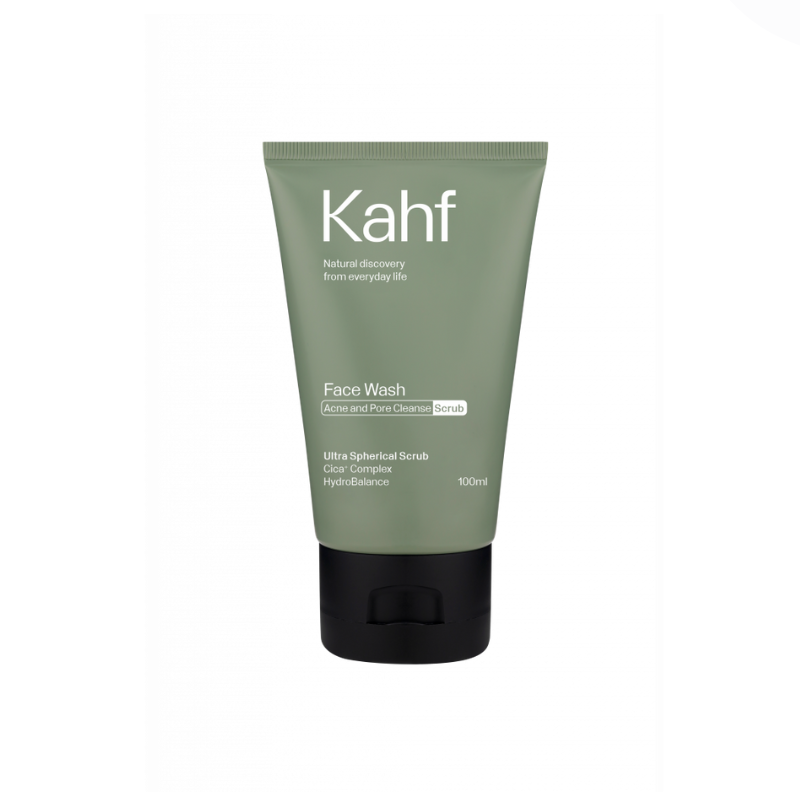 Kahf
Natural discovery
from everyday life
Face Wash
Acne and Pore Cleanse Scrub
Ultra Spherical Scrub
Cica+ Complex
HydroBalance 100ml